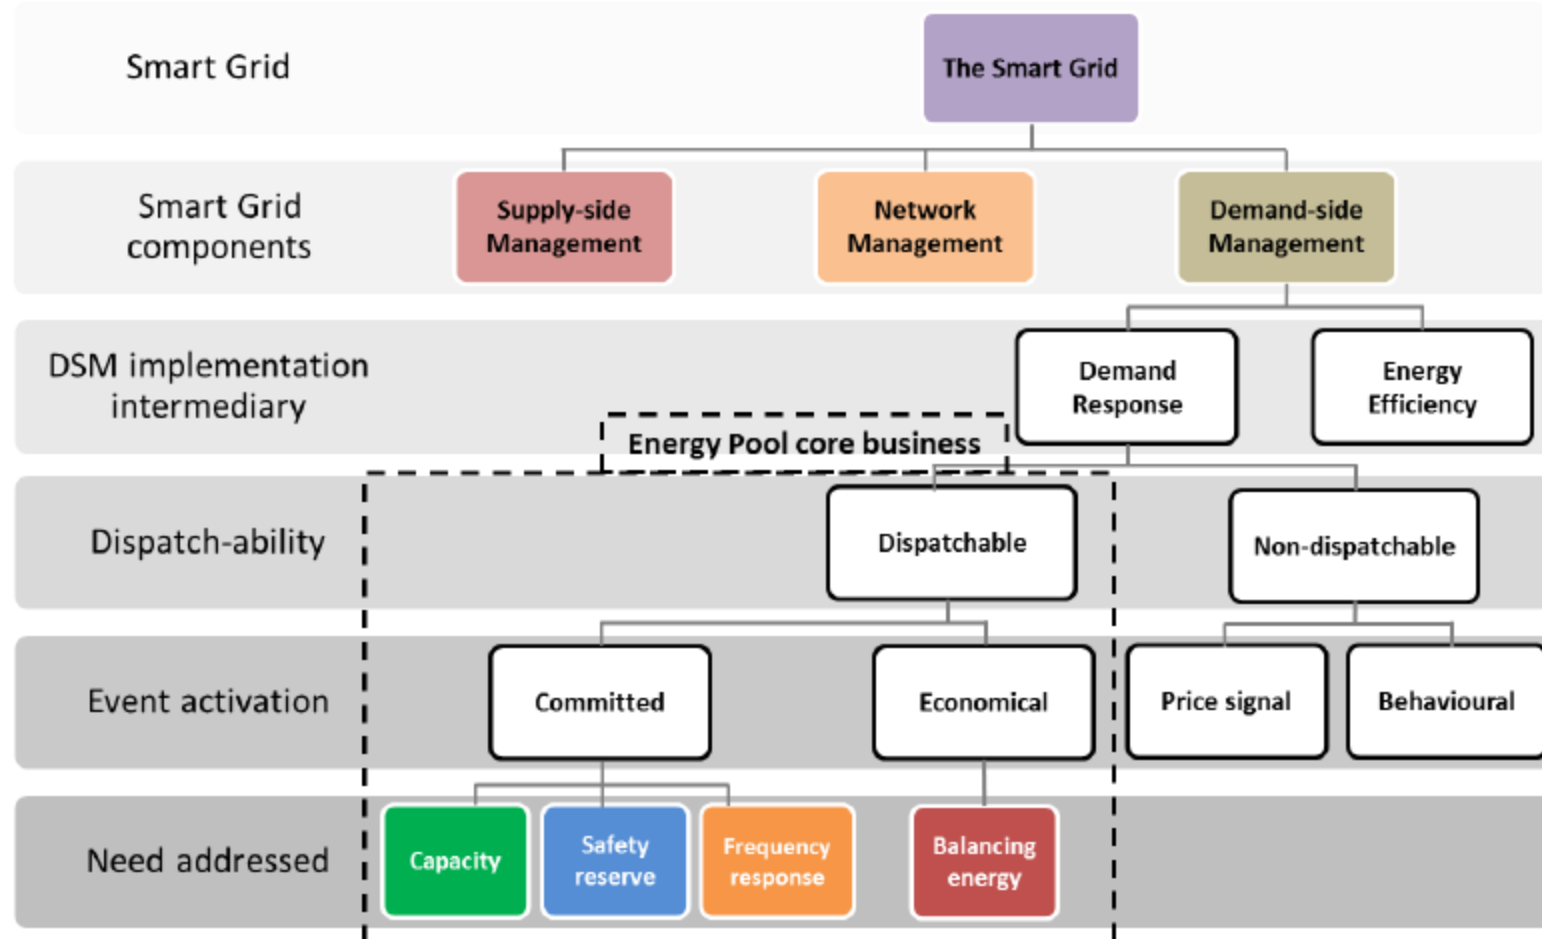 Smart Grid
The Smart Grid
Smart Grid
components
Supply-side
Management
Network
Management
Demand-side
Management
DSM implementation
intermediary
Demand
Response
Energy
Efficiency
Energy Pool core business
Dispatch-ability
Dispatchable
Non-dispatchable
Event activation
Committed
Economical
Price signal
Behavioural
Need addressed
Capacity
Safety
reserve
Frequency
response
Balancing
energy